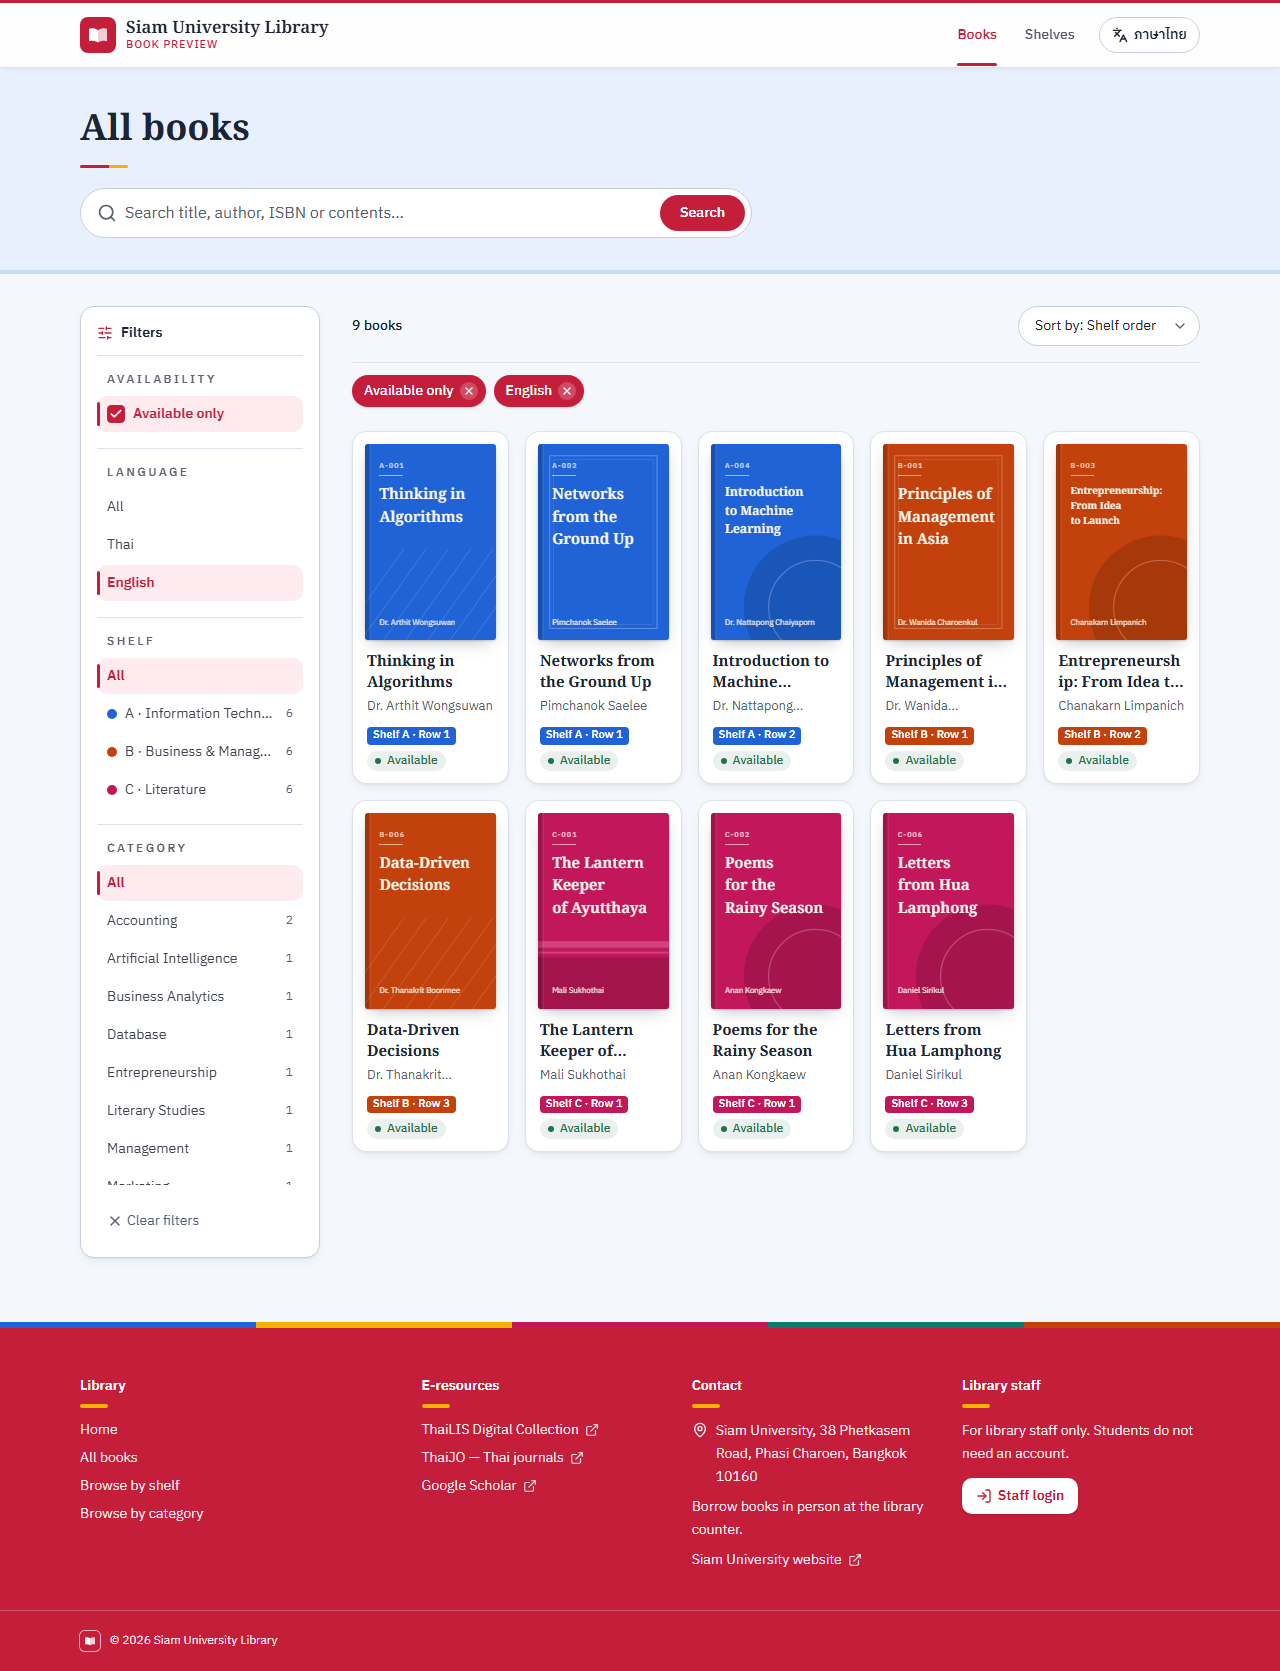 Siam University Library
BOOK PREVIEW
Books
Shelves
ภาษาไทย
All books
Search title, author, ISBN or contents...
Search
Filters
AVAILABILITY
Available only
LANGUAGE
All
Thai
English
SHELF
All
A · Information Techn... 6
B · Business & Manag... 6
C · Literature 6
CATEGORY
All
Accounting 2
Artificial Intelligence 1
Business Analytics 1
Database 1
Entrepreneurship 1
Literary Studies 1
Management 1
Clear filters
9 books
Sort by: Shelf order
Available only
English
A-001
Thinking in
Algorithms
Dr. Arthit Wongsuwan
Thinking in
Algorithms
Dr. Arthit Wongsuwan
Shelf A · Row 1
Available
A-002
Networks
from the
Ground Up
Pimchanok Saelee
Networks from
the Ground Up
Pimchanok Saelee
Shelf A · Row 1
Available
A-004
Introduction
to Machine
Learning
Dr. Nattapong Chaiyaporn
Introduction to
Machine...
Dr. Nattapong...
Shelf A · Row 2
Available
B-001
Principles of
Management
in Asia
Dr. Wanida Charoenkul
Principles of
Management i...
Dr. Wanida...
Shelf B · Row 1
Available
B-003
Entrepreneurship:
From Idea
to Launch
Chanakarn Limpanich
Entrepreneursh
ip: From Idea t...
Chanakarn Limpanich
Shelf B · Row 2
Available
B-006
Data-Driven
Decisions
Dr. Thanakrit Boonmee
Data-Driven
Decisions
Dr. Thanakrit...
Shelf B · Row 3
Available
C-001
The Lantern
Keeper
of Ayutthaya
Mali Sukhothai
The Lantern
Keeper of...
Mali Sukhothai
Shelf C · Row 1
Available
C-002
Poems
for the
Rainy Season
Anan Kongkaew
Poems for the
Rainy Season
Anan Kongkaew
Shelf C · Row 1
Available
C-006
Letters
from Hua
Lamphong
Daniel Sirikul
Letters from
Hua Lamphong
Daniel Sirikul
Shelf C · Row 3
Available
Library
Home
All books
Browse by shelf
Browse by category
E-resources
ThaiLIS Digital Collection
ThaiJO — Thai journals
Google Scholar
Contact
Siam University, 38 Phetkasem
Road, Phasi Charoen, Bangkok
10160
Borrow books in person at the library
counter.
Siam University website
Library staff
For library staff only. Students do not
need an account.
Staff login
© 2026 Siam University Library